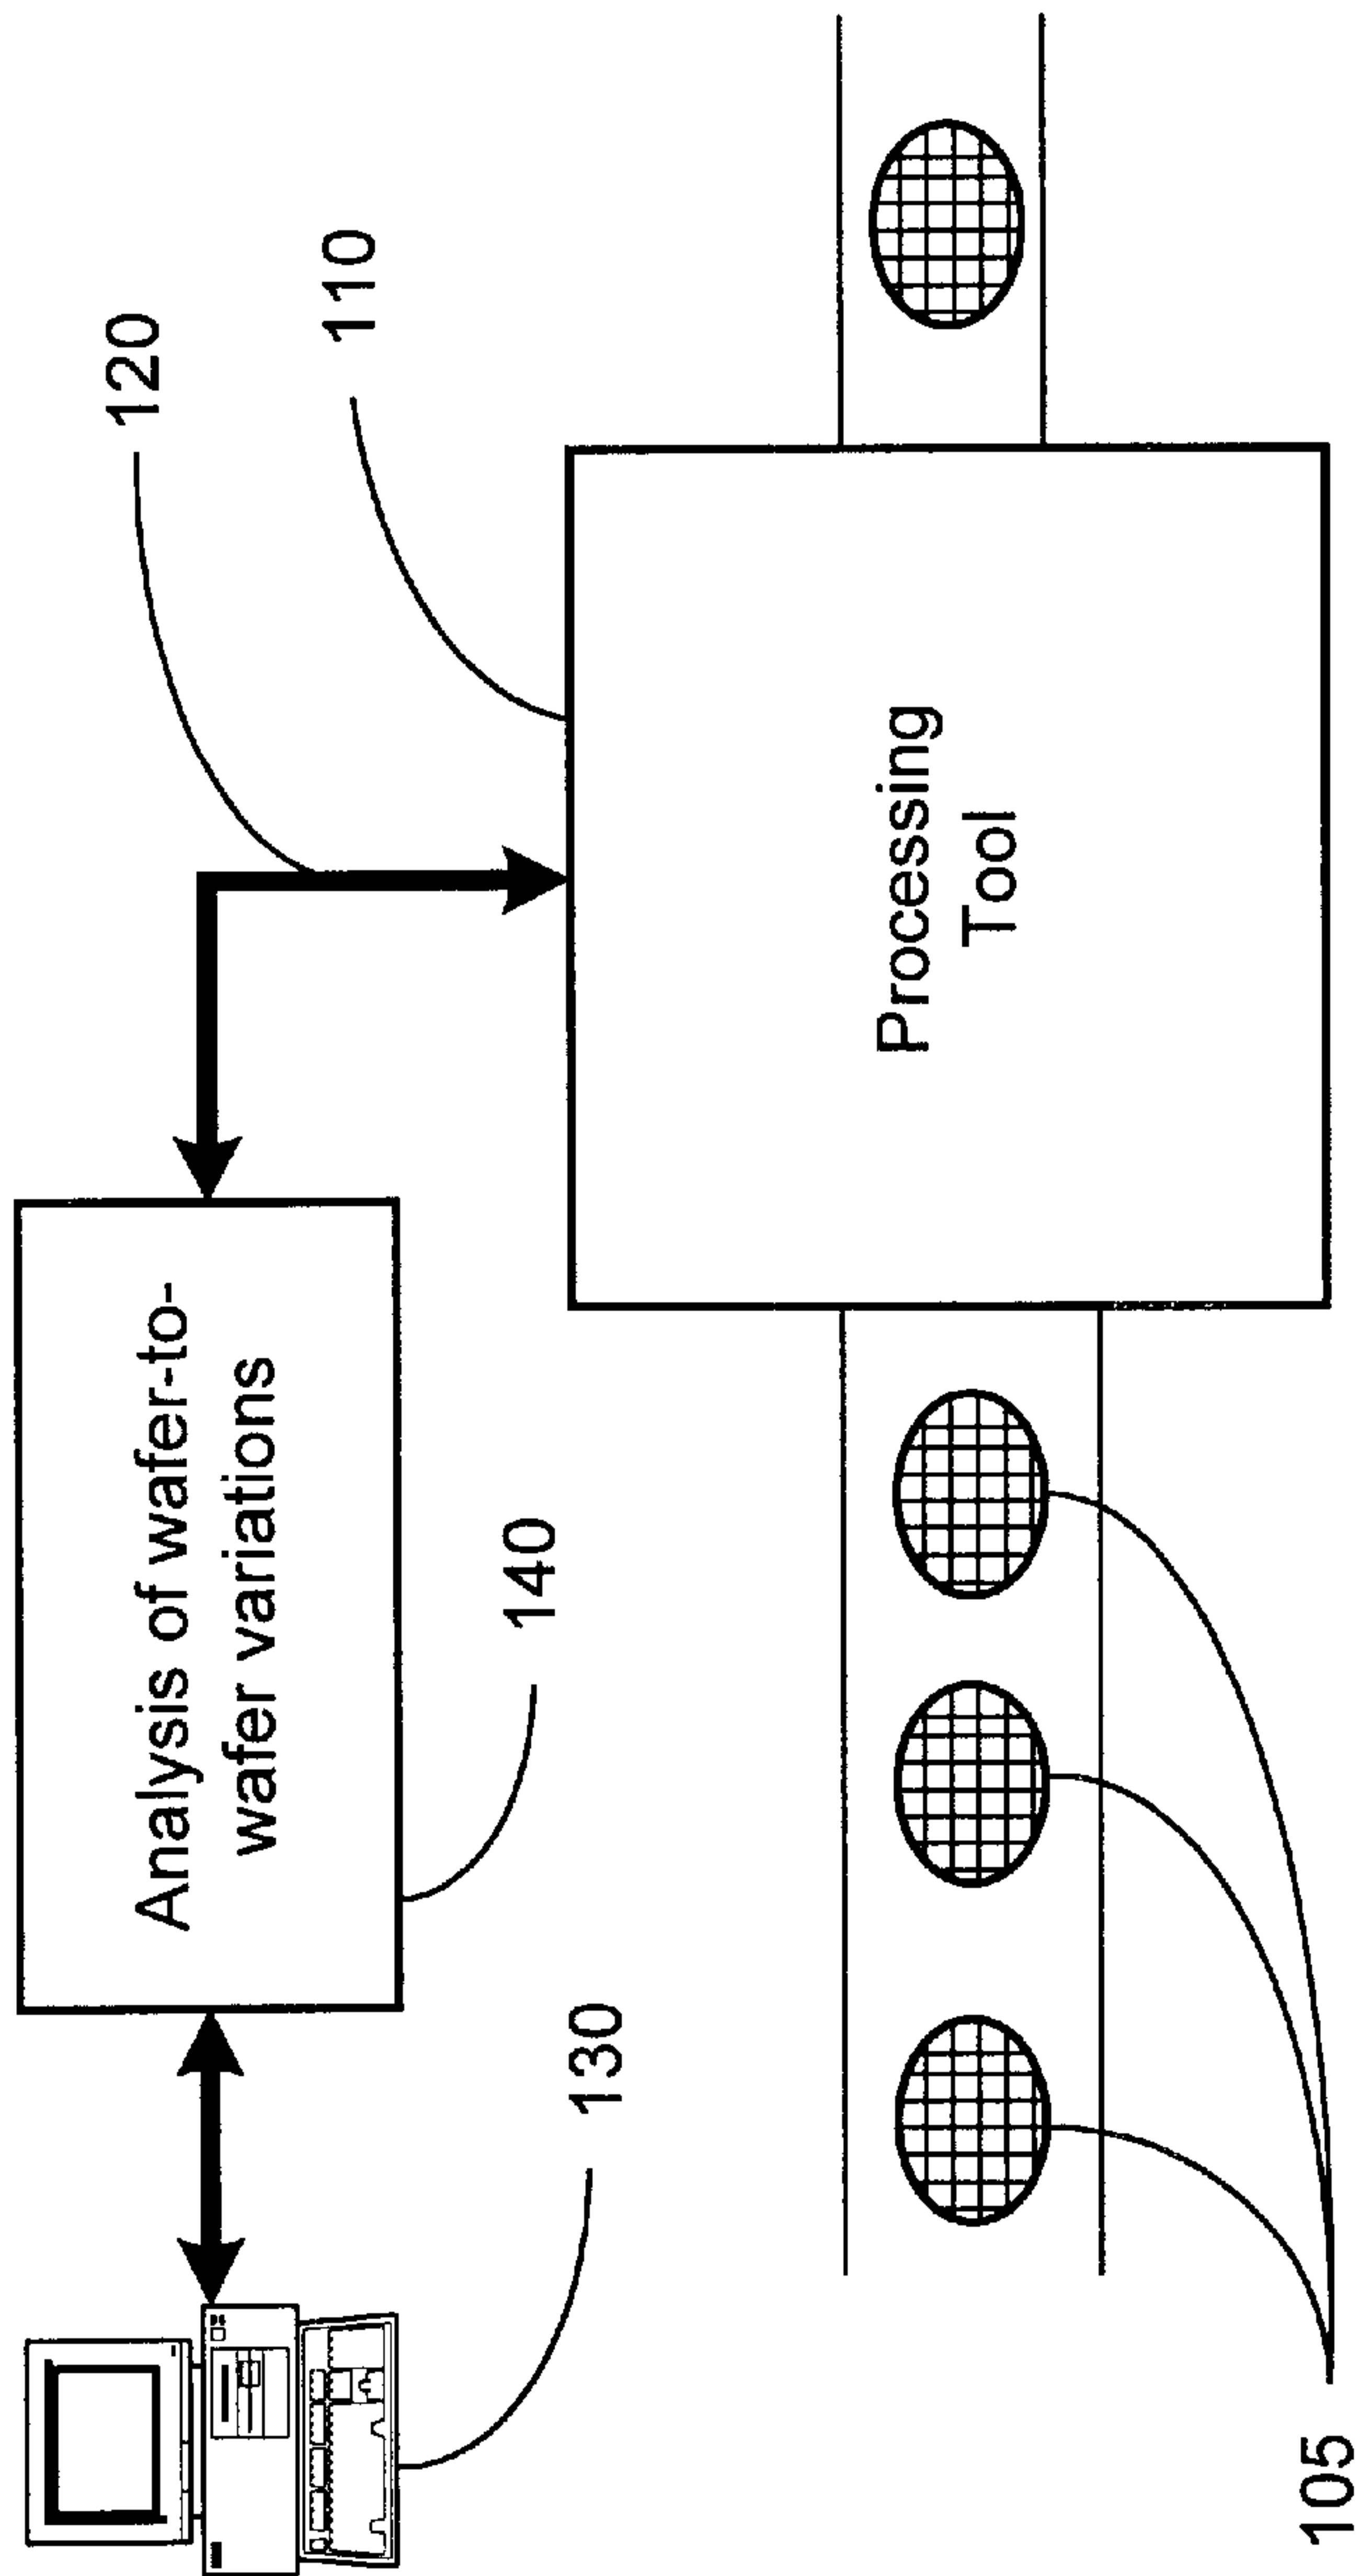 120
110
Analysis of wafer-to-
wafer variations
140
130
Processing
Tool
105